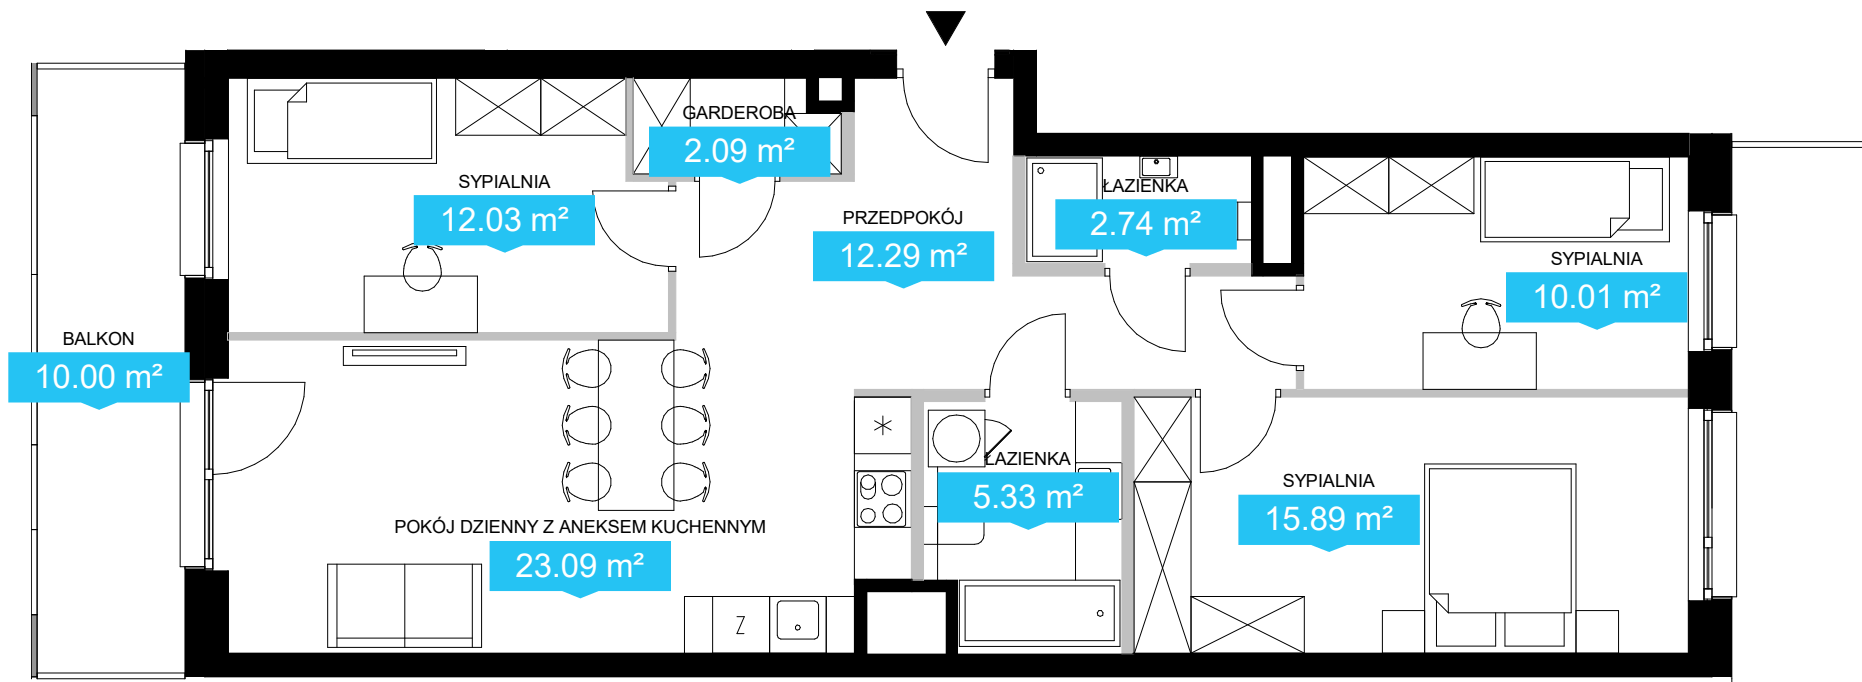 GARDEROBA
2.09 m²
SYPIALNIA
12.03 m²
ŁAZIENKA
2.74 m²
PRZEDPOKÓJ
12.29 m²
SYPIALNIA
10.01 m²
BALKON
10.00 m²
ŁAZIENKA
5.33 m²
SYPIALNIA
15.89 m²
POKÓJ DZIENNY Z ANEKSEM KUCHENNYM
23.09 m²
Z